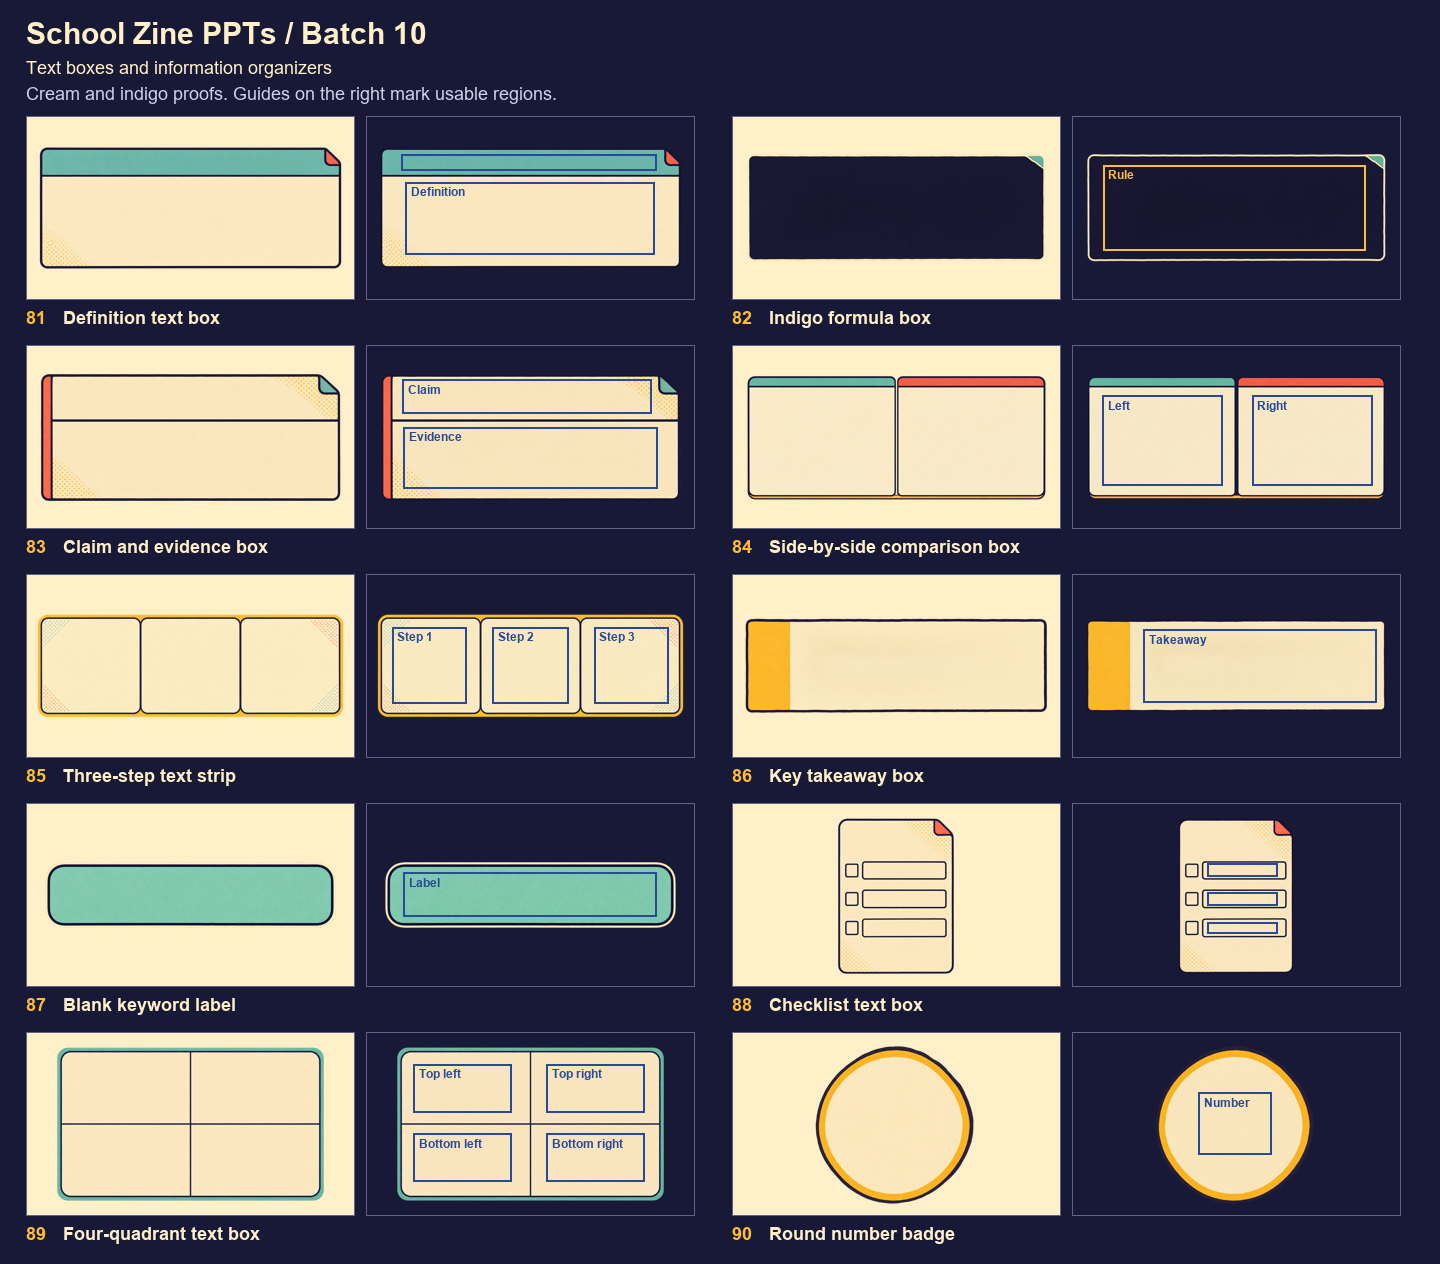 School Zine PPTs / Batch 10
Text boxes and information organizers
Cream and indigo proofs. Guides on the right mark usable regions.
Definition
Rule
81 Definition text box
82 Indigo formula box
Claim
Evidence
Left
Right
83 Claim and evidence box
84 Side-by-side comparison box
Step 1
Step 2
Step 3
Takeaway
85 Three-step text strip
86 Key takeaway box
Label
87 Blank keyword label
88 Checklist text box
Top left
Top right
Bottom left
Bottom right
Number
89 Four-quadrant text box
90 Round number badge